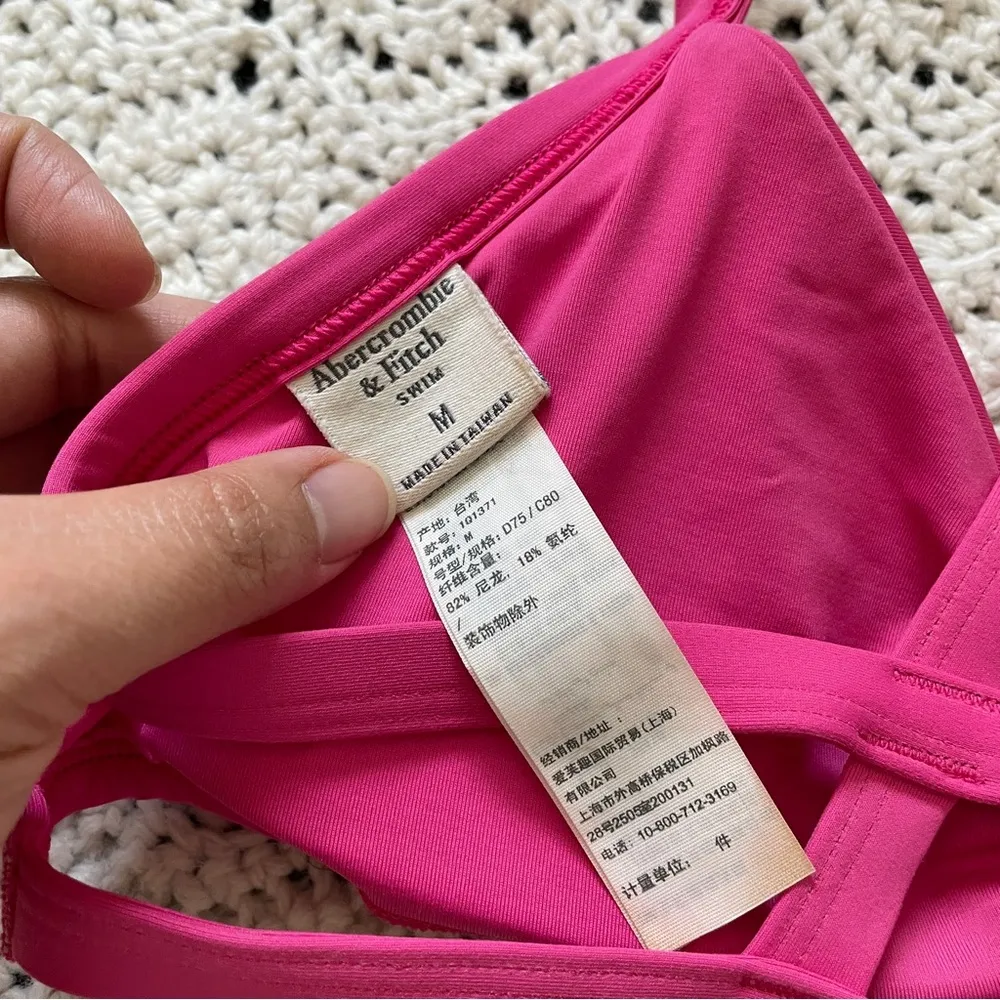 Abercrombie
& Fitch
SWIM
M
MADE IN TAIWAN
产地: 台湾
款号: 101371
规格: M
号型/规格: D75/C80
纤维含量:
82% 尼龙, 18% 氨纶
/
装饰物除外
经销商/地址:
爱芙趣国际贸易(上海)
有限公司
上海市外高桥保税区加枫路
28号2505室200131
电话: 10-800-712-3169
计量单位: 件